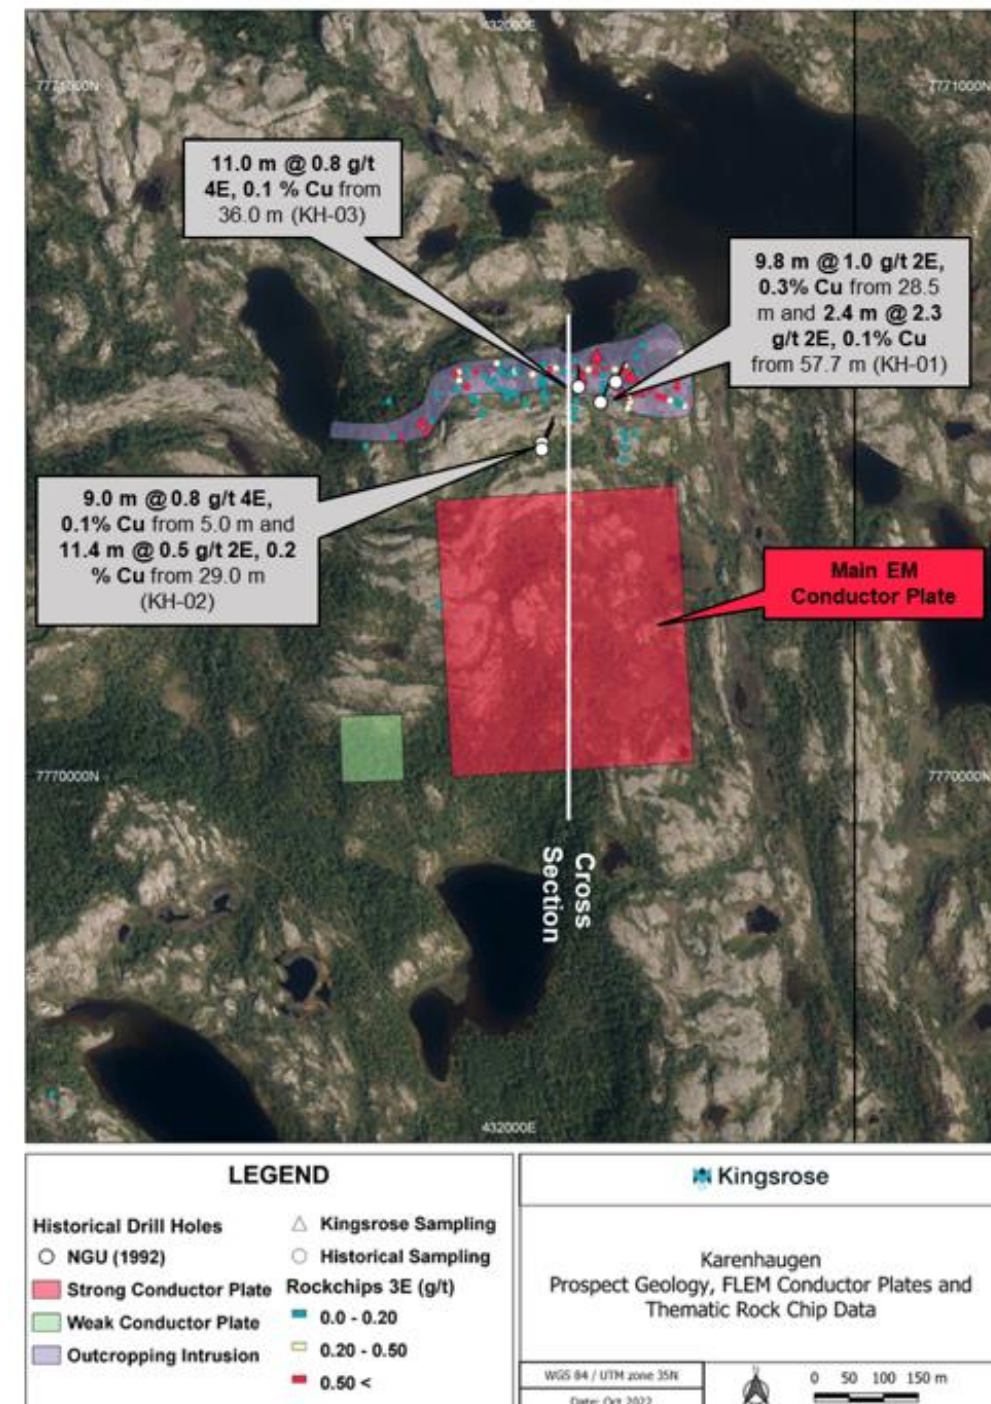 432000E
7771000N
7771000N
11.0 m @ 0.8 g/t
4E, 0.1 % Cu from
36.0 m (KH-03)
9.8 m @ 1.0 g/t 2E,
0.3% Cu from 28.5
m and 2.4 m @ 2.3
g/t 2E, 0.1% Cu
from 57.7 m (KH-01)
9.0 m @ 0.8 g/t 4E,
0.1% Cu from 5.0 m and
11.4 m @ 0.5 g/t 2E, 0.2
% Cu from 29.0 m
(KH-02)
Main EM
Conductor Plate
7770000N
7770000N
Cross
Section
432000E
LEGEND
Historical Drill Holes
NGU (1992)
Strong Conductor Plate
Weak Conductor Plate
Outcropping Intrusion
Kingsrose Sampling
Historical Sampling
Rockchips 3E (g/t)
0.0 - 0.20
0.20 - 0.50
0.50 <
Kingsrose
Karenhaugen
Prospect Geology, FLEM Conductor Plates and
Thematic Rock Chip Data
WGS 84 / UTM zone 35N
Date: Oct 2022
0 50 100 150 m